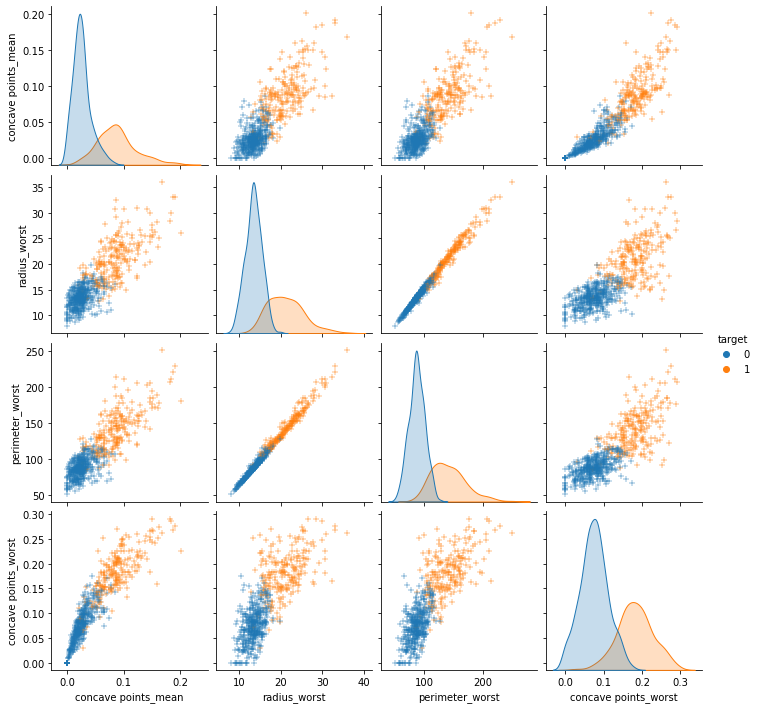 concave points_mean
0.20
0.15
0.10
0.05
0.00
radius_worst
35
30
25
20
15
10
target
0
1
perimeter_worst
250
200
150
100
50
concave points_worst
0.30
0.25
0.20
0.15
0.10
0.05
0.00
0.0 0.1 0.2
10 20 30 40
100 200
0.0 0.1 0.2 0.3
concave points_mean
radius_worst
perimeter_worst
concave points_worst